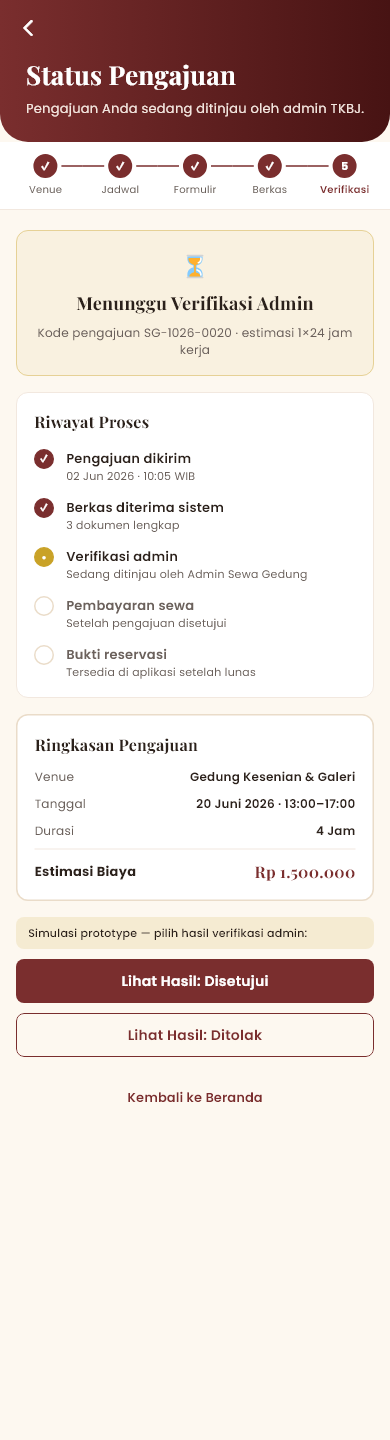 Status Pengajuan
Pengajuan Anda sedang ditinjau oleh admin TKBJ.
5
Venue Jadwal Formulir Berkas Verifikasi
Menunggu Verifikasi Admin
Kode pengajuan SG-1026-0020 · estimasi 1×24 jam
kerja
Riwayat Proses
Pengajuan dikirim
02 Jun 2026 · 10:05 WIB
Berkas diterima sistem
3 dokumen lengkap
Verifikasi admin
Sedang ditinjau oleh Admin Sewa Gedung
Pembayaran sewa
Setelah pengajuan disetujui
Bukti reservasi
Tersedia di aplikasi setelah lunas
Ringkasan Pengajuan
Venue Gedung Kesenian & Galeri
Tanggal 20 Juni 2026 · 13:00–17:00
Durasi 4 Jam
Estimasi Biaya Rp 1.500.000
Simulasi prototype — pilih hasil verifikasi admin:
Lihat Hasil: Disetujui
Lihat Hasil: Ditolak
Kembali ke Beranda